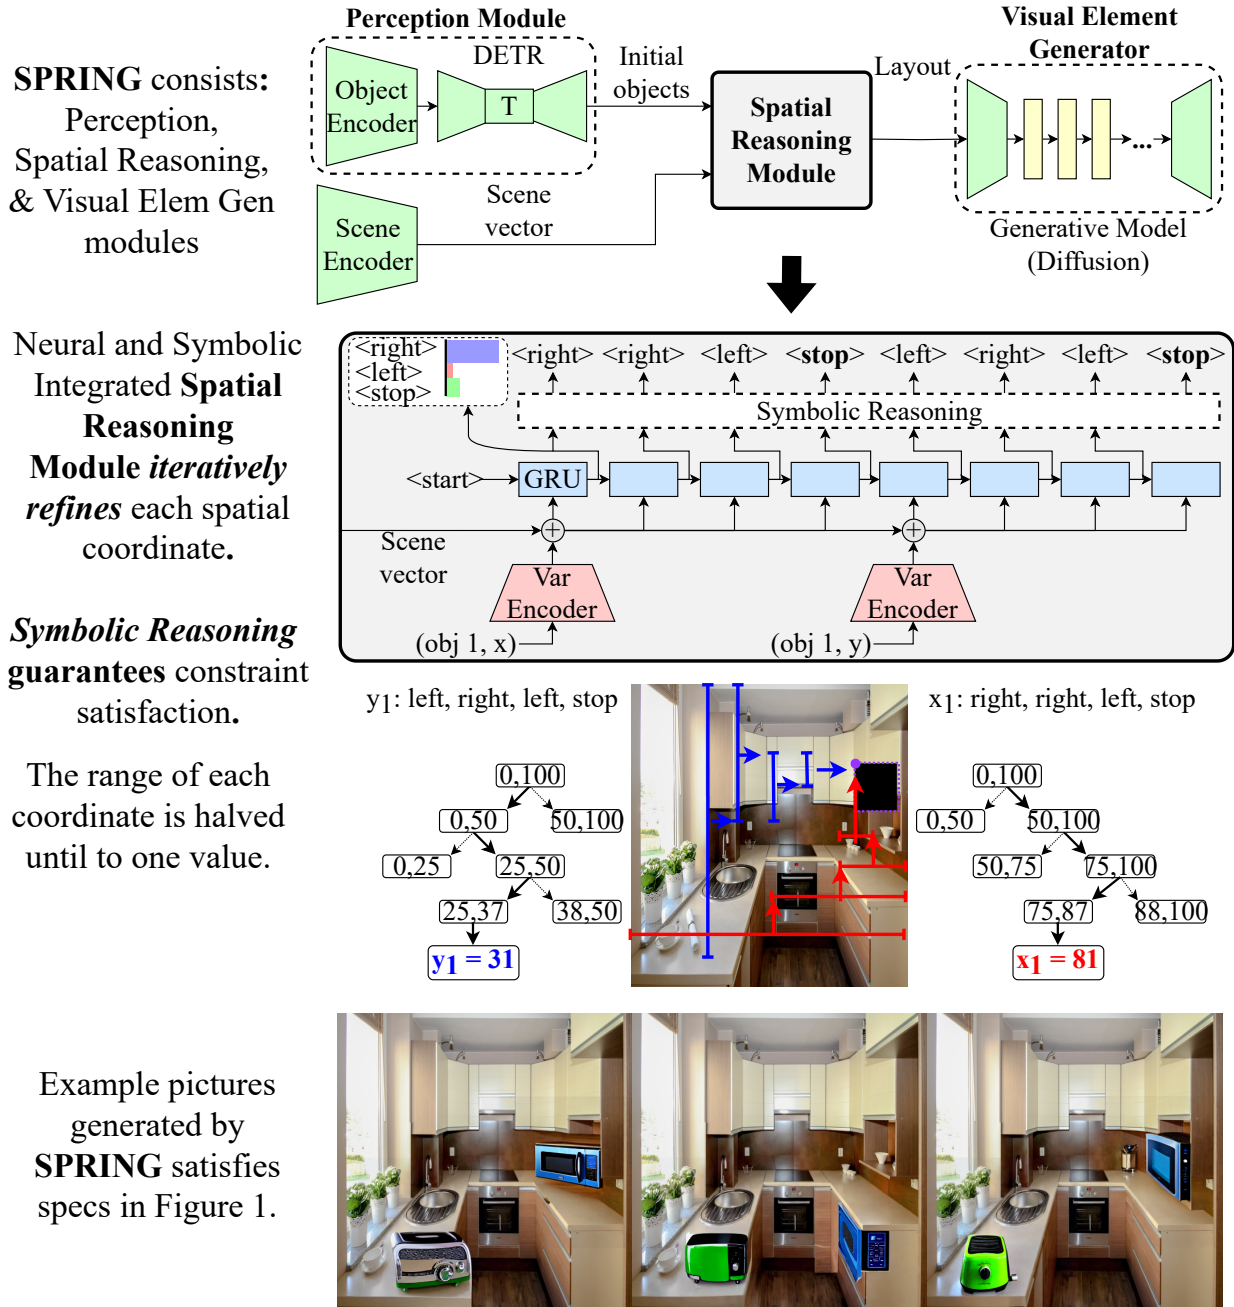 SPRING consists:
Perception,
Spatial Reasoning,
& Visual Elem Gen
modules
Perception Module
DETR
Object
Encoder
T
Initial
objects
Scene
Encoder
Scene
vector
Spatial
Reasoning
Module
Layout
Visual Element
Generator
...
Generative Model
(Diffusion)
Neural and Symbolic
Integrated Spatial
Reasoning
Module iteratively
refines each spatial
coordinate.
<right>
<left>
<stop>
<right> <right> <left> <stop> <left> <right> <left> <stop>
Symbolic Reasoning
<start>
GRU
Scene
vector
Var
Encoder
Var
Encoder
(obj 1, x)
(obj 1, y)
Symbolic Reasoning
guarantees constraint
satisfaction.
The range of each
coordinate is halved
until to one value.
y1: left, right, left, stop
0,100
0,50 50,100
0,25 25,50
25,37 38,50
y1 = 31
x1: right, right, left, stop
0,100
0,50 50,100
50,75 75,100
75,87 88,100
x1 = 81
Example pictures
generated by
SPRING satisfies
specs in Figure 1.